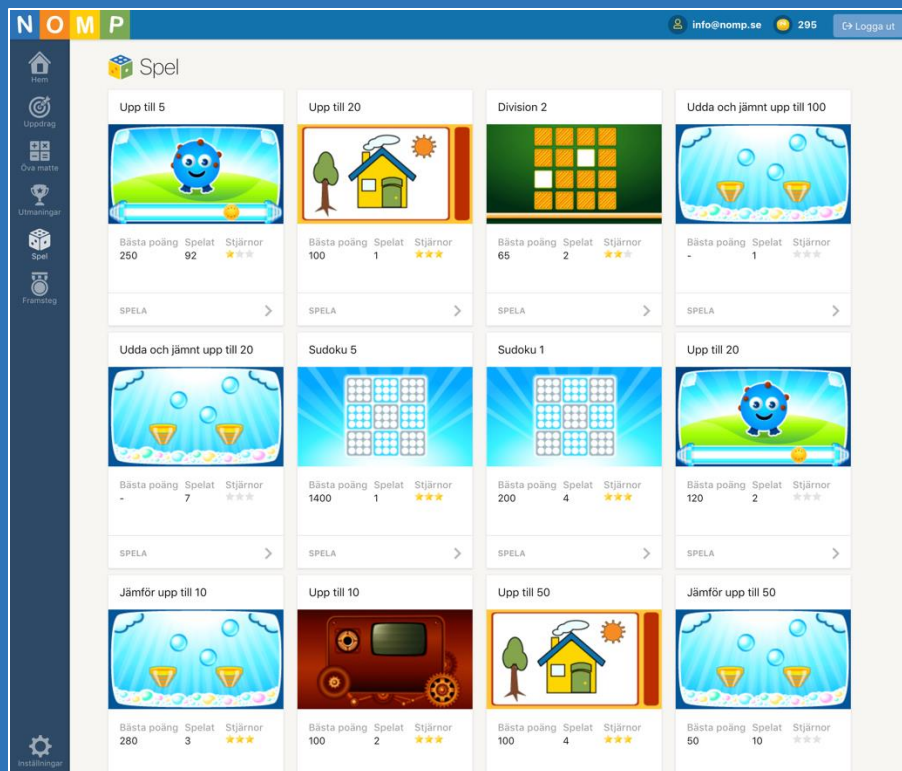 NOMP
info@nomp.se 295 Logga ut
Hem
Uppdrag
Öva matte
Utmaningar
Spel
Framsteg
Inställningar
Spel
Upp till 5
Bästa poäng Spelat Stjärnor
250 92
SPELA
Upp till 20
Bästa poäng Spelat Stjärnor
100 1
SPELA
Division 2
Bästa poäng Spelat Stjärnor
65 2
SPELA
Udda och jämnt upp till 100
Bästa poäng Spelat Stjärnor
- 1
SPELA
Udda och jämnt upp till 20
Bästa poäng Spelat Stjärnor
- 7
SPELA
Sudoku 5
Bästa poäng Spelat Stjärnor
1400 1
SPELA
Sudoku 1
Bästa poäng Spelat Stjärnor
200 4
SPELA
Upp till 20
Bästa poäng Spelat Stjärnor
120 2
SPELA
Jämför upp till 10
Bästa poäng Spelat Stjärnor
280 3
Upp till 10
Bästa poäng Spelat Stjärnor
100 2
Upp till 50
Bästa poäng Spelat Stjärnor
100 4
Jämför upp till 50
Bästa poäng Spelat Stjärnor
50 10